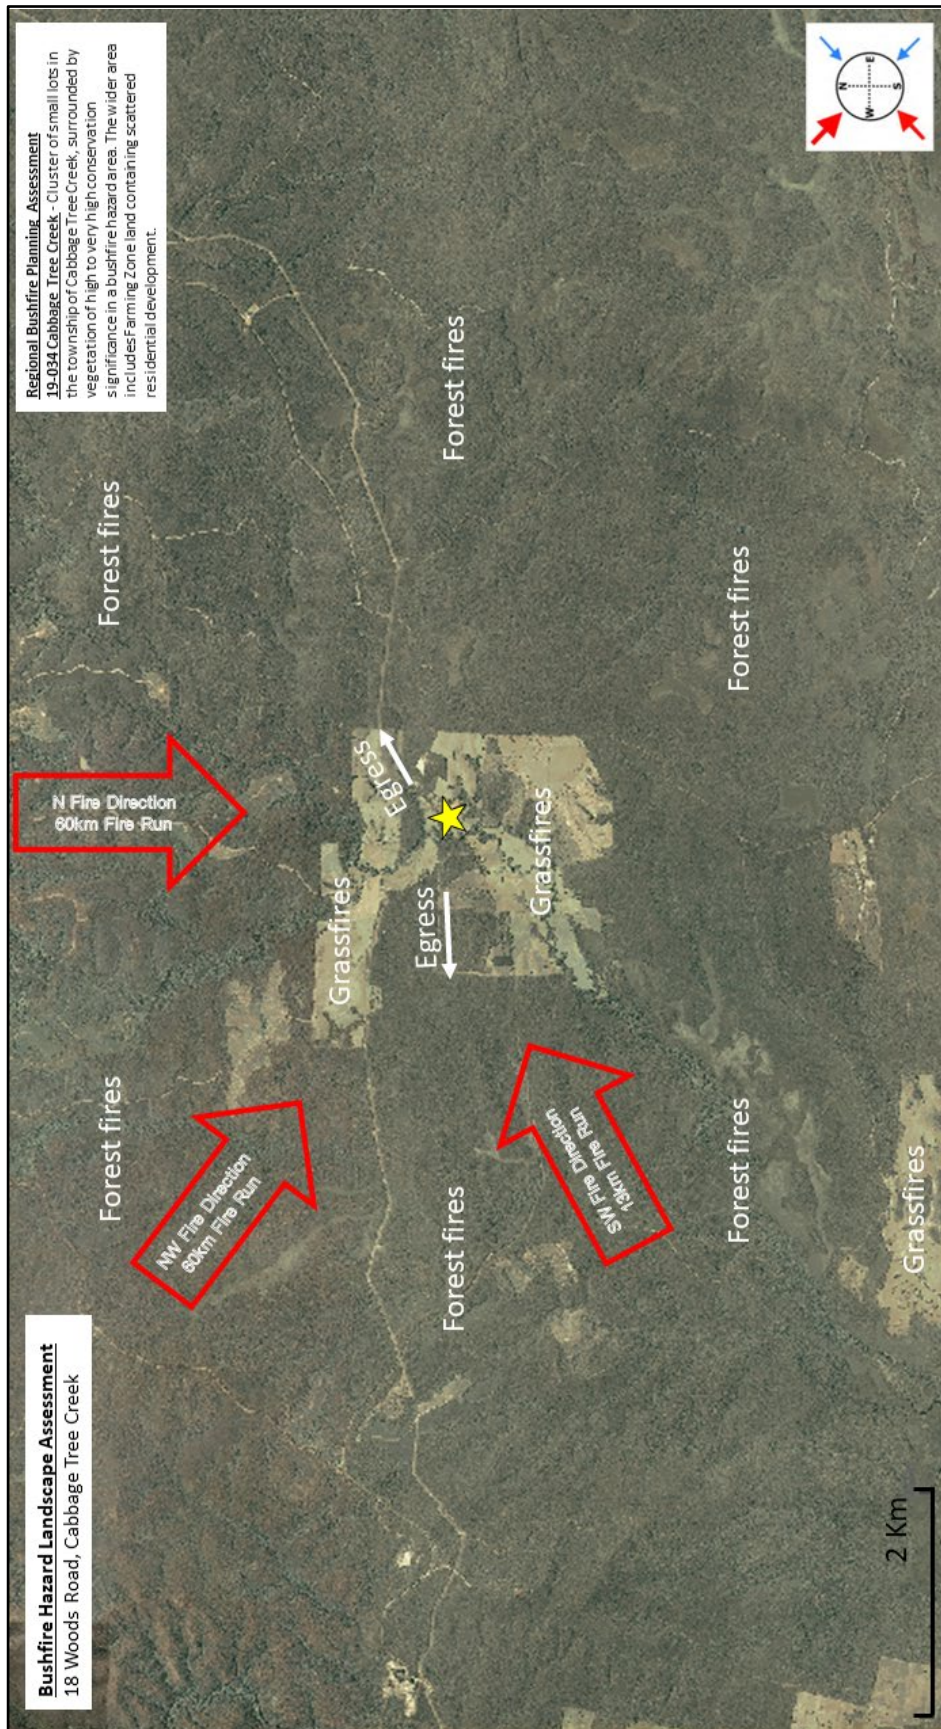 Bushfire Hazard Landscape Assessment
18 Woods Road, Cabbage Tree Creek
Regional Bushfire Planning Assessment
19-034 Cabbage Tree Creek - Cluster of small lots in
the township of Cabbage Tree Creek, surrounded by
vegetation of high to very high conservation
significance in a bushfire hazard area. The wider area
includes Farming Zone land containing scattered
residential development.
Forest fires
Forest fires
N Fire Direction
60km Fire Run
NW Fire Direction
60km Fire Run
Grassfires
Egress
Egress
Forest fires
Forest fires
Grassfires
SW Fire Direction
13km Fire Run
Forest fires
Forest fires
Grassfires
2 Km
N
E
S
W